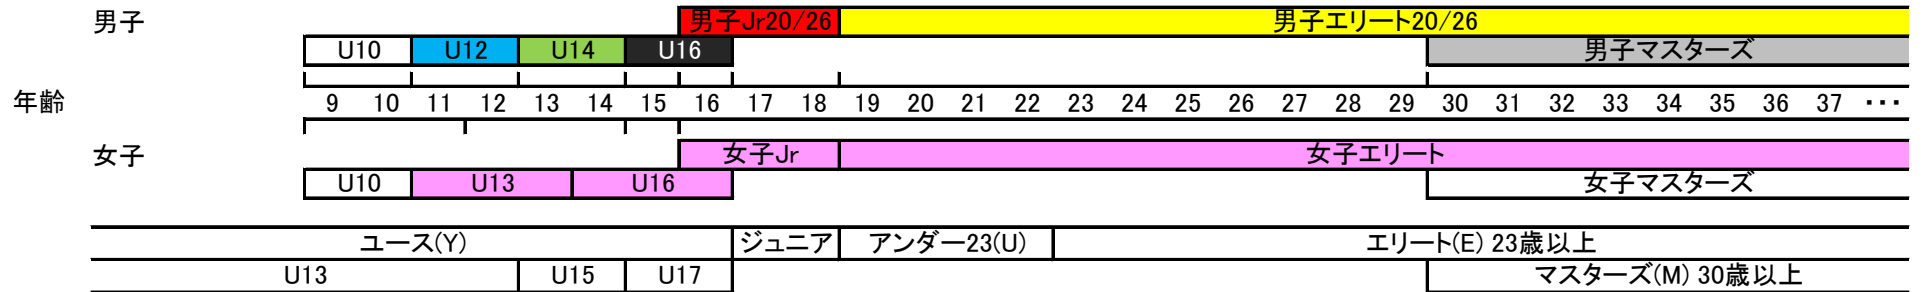 男子 男子Jr20/26 男子エリート20/26
U10 U12 U14 U16 男子マスターズ
年齢 9 10 11 12 13 14 15 16 17 18 19 20 21 22 23 24 25 26 27 28 29 30 31 32 33 34 35 36 37 ・・・
女子 女子Jr 女子エリート
U10 U13 U16 女子マスターズ
ユース(Y) ジュニア アンダー23(U) エリート(E) 23歳以上
U13 U15 U17 マスターズ(M) 30歳以上